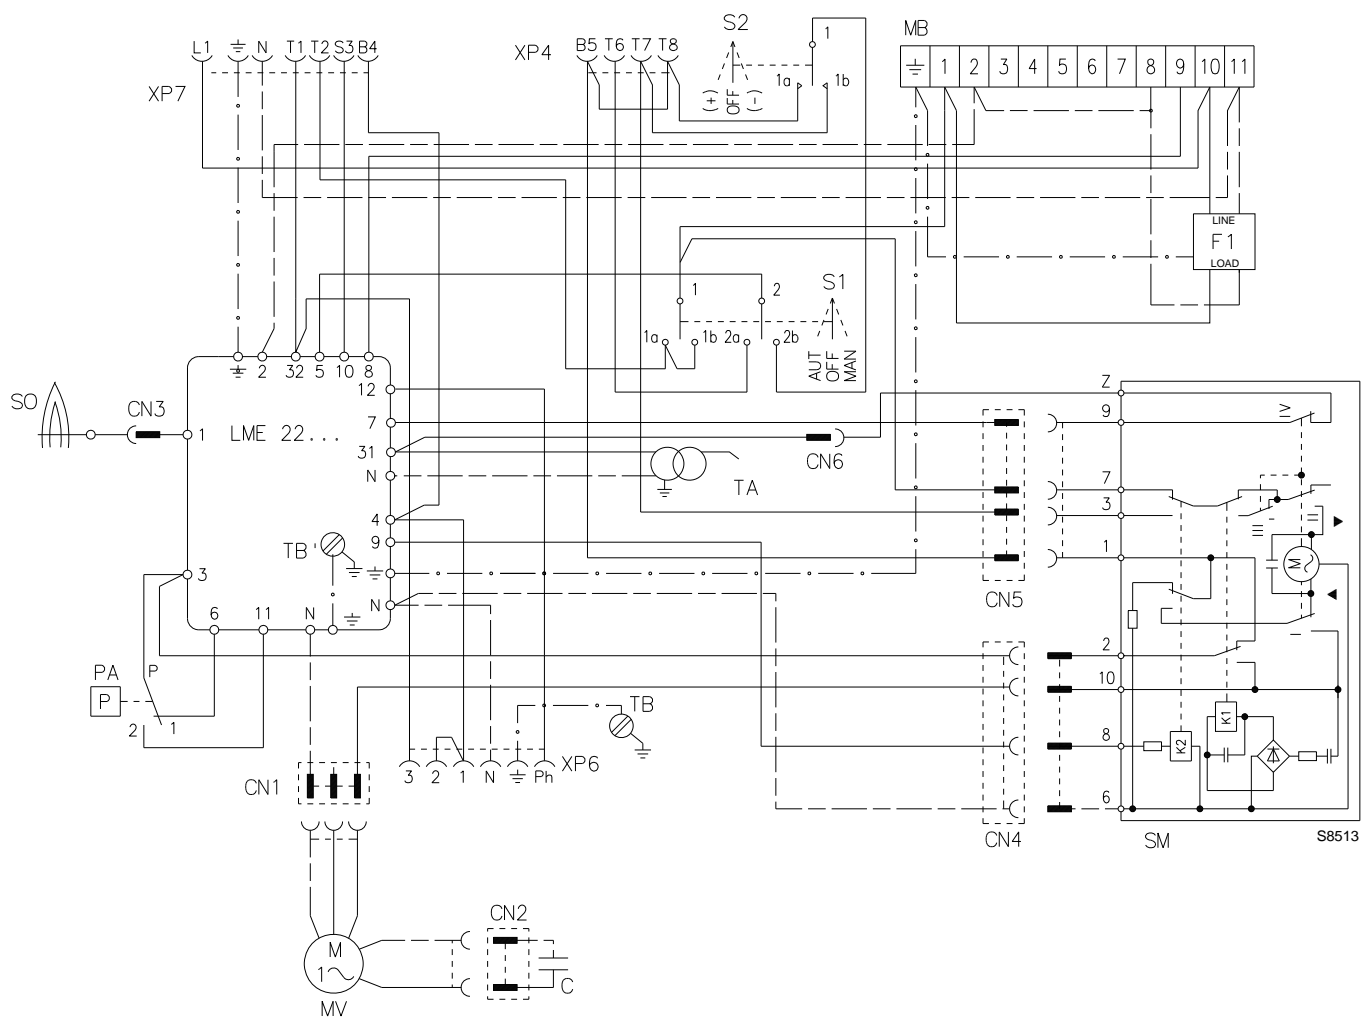 S2
MB
L1 N T1 T2 S3 B4
XP7
XP4
B5 T6 T7 T8
1
1a 1b
(+) OFF (-)
1 2 3 4 5 6 7 8 9 10 11
LINE
F1
LOAD
S1
1 2
1a 1b 2a 2b
AUT OFF MAN
2 32 5 10 8
12
SO
CN3
1
LME 22...
7
31
N
4
9
TB
3
N
6 11 N
TA
CN6
Z
9
7
3
1
CN5
2
10
8
6
CN4
IV
III
II
I
M
K1
K2
SM
S8513
PA
P
P
2 1
CN1
3 2 1 N Ph
XP6
TB
M
1
MV
CN2
C